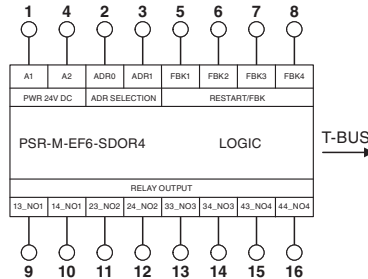 1 4 2 3 5 6 7 8
A1 A2 ADR0 ADR1 FBK1 FBK2 FBK3 FBK4
PWR 24V DC ADR SELECTION RESTART/FBK
PSR-M-EF6-SDOR4 LOGIC T-BUS
RELAY OUTPUT
13_NO1 14_NO1 23_NO2 24_NO2 33_NO3 34_NO3 43_NO4 44_NO4
9 10 11 12 13 14 15 16